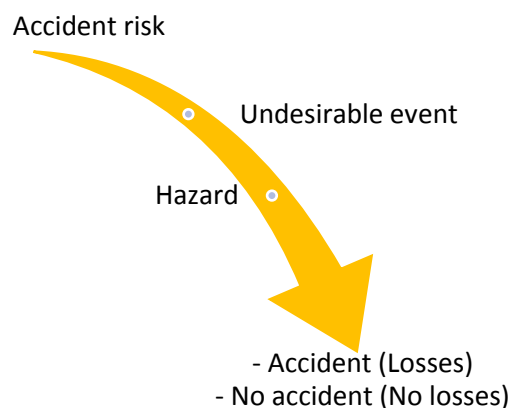 Accident risk
Undesirable event
Hazard
- Accident (Losses)
- No accident (No losses)